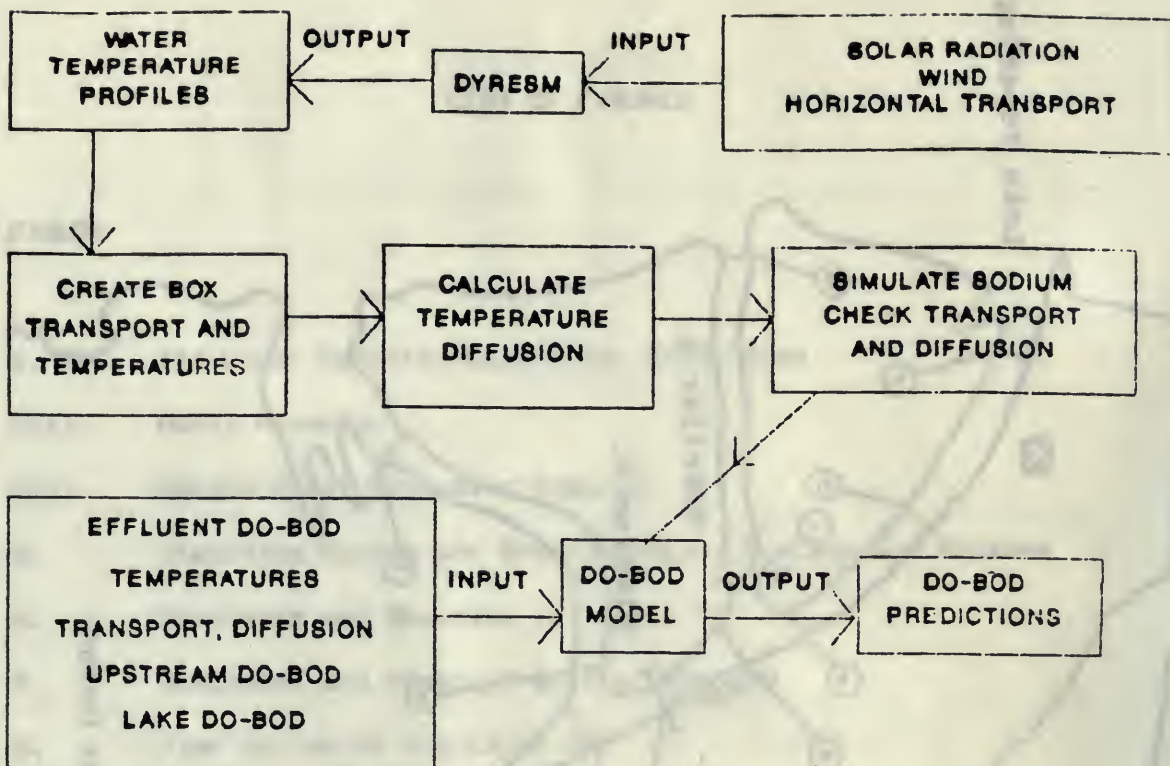 WATER
TEMPERATURE
PROFILES
OUTPUT
DYRESM
INPUT
SOLAR RADIATION
WIND
HORIZONTAL TRANSPORT
CREATE BOX
TRANSPORT AND
TEMPERATURES
CALCULATE
TEMPERATURE
DIFFUSION
SIMULATE SODIUM
CHECK TRANSPORT
AND DIFFUSION
EFFLUENT DO-BOD
TEMPERATURES
TRANSPORT, DIFFUSION
UPSTREAM DO-BOD
LAKE DO-BOD
INPUT
DO-BOD
MODEL
OUTPUT
DO-BOD
PREDICTIONS